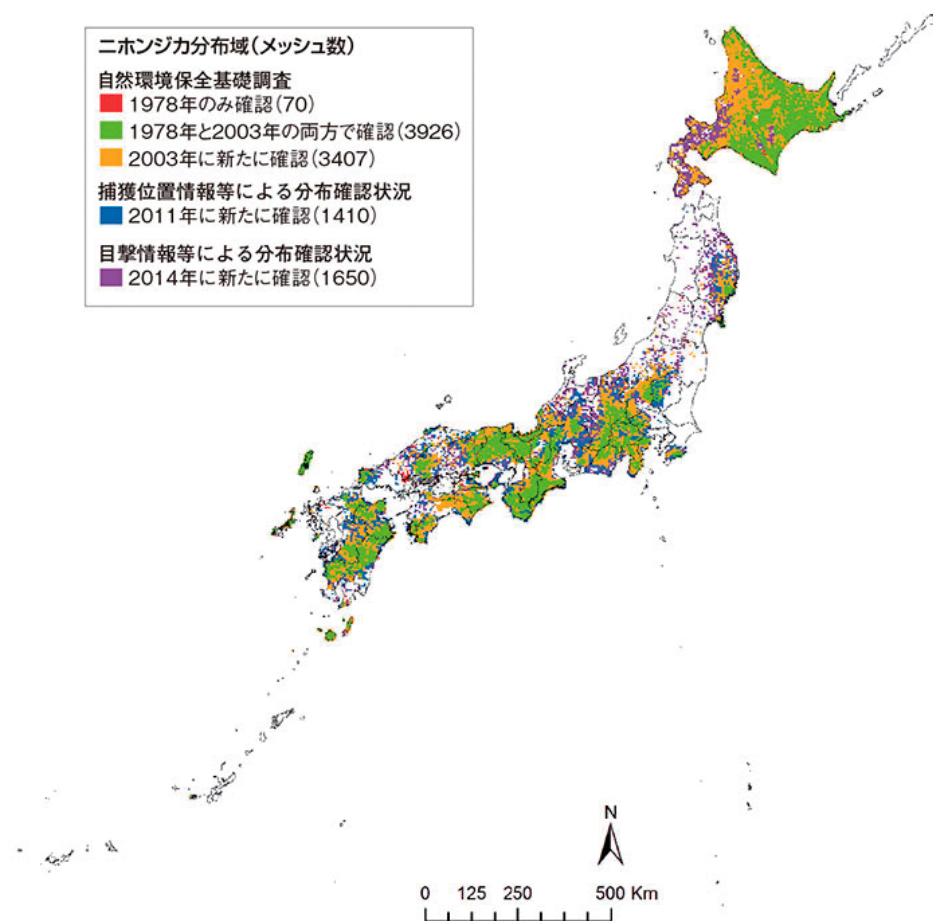 ニホンジカ分布域(メッシュ数)
自然環境保全基礎調査
1978年のみ確認(70)
1978年と2003年の両方で確認(3926)
2003年に新たに確認(3407)
捕獲位置情報等による分布確認状況
2011年に新たに確認(1410)
目撃情報等による分布確認状況
2014年に新たに確認(1650)
N
0 125 250 500 Km